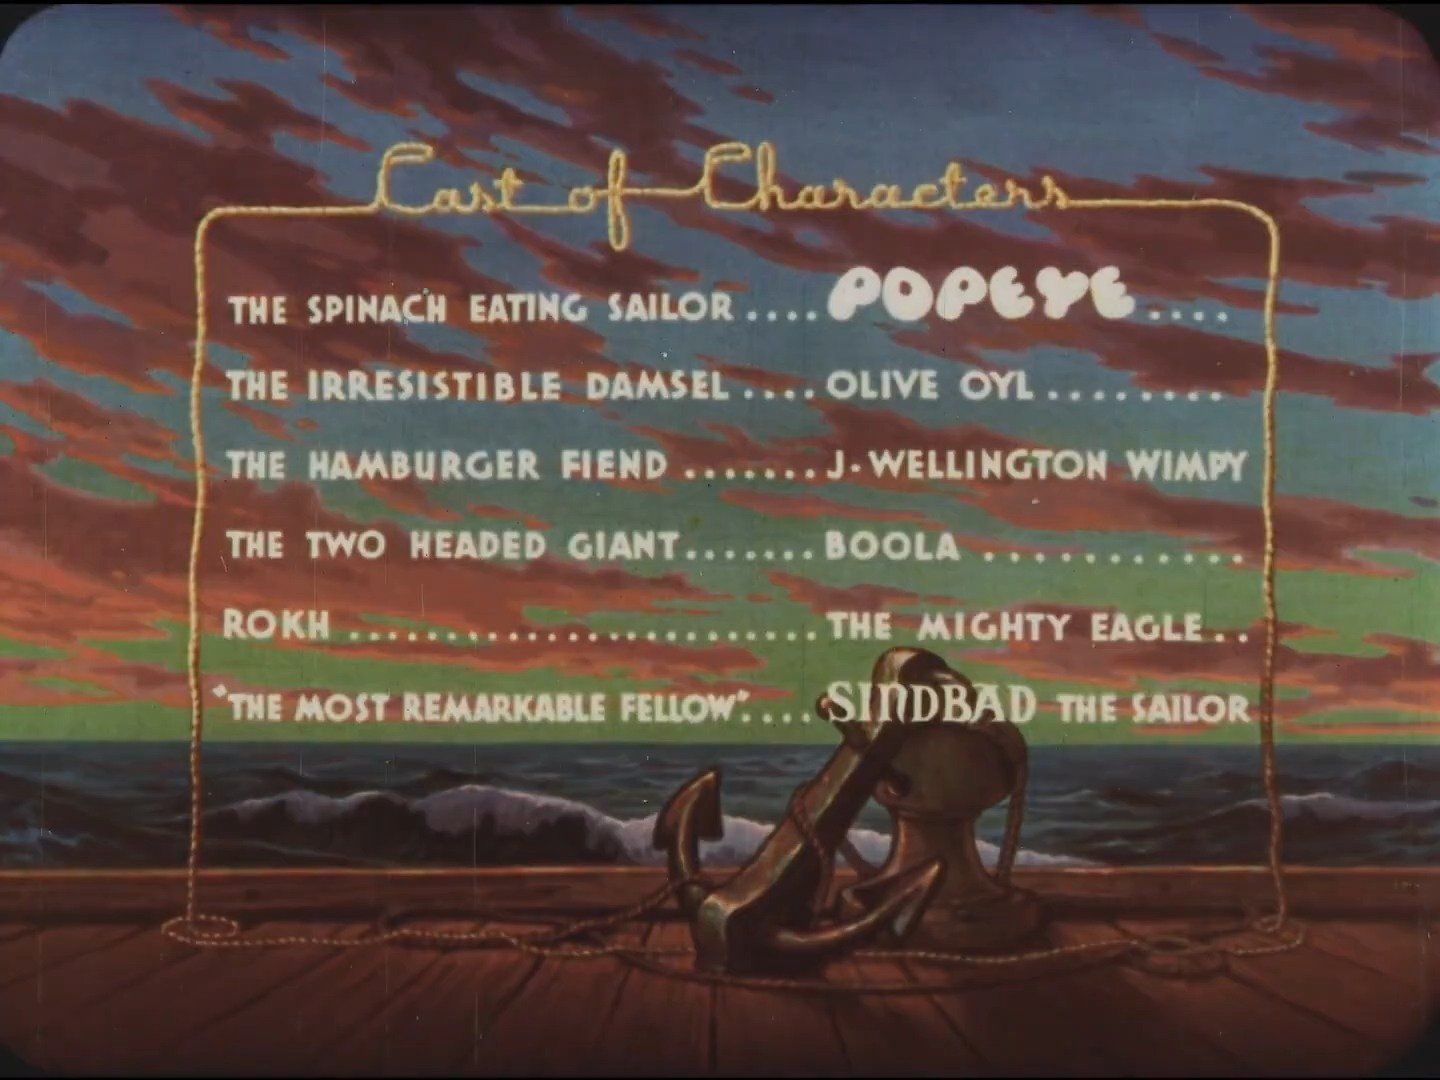 Cast of Characters
THE SPINACH EATING SAILOR .... POPEYE ....
THE IRRESISTIBLE DAMSEL .... OLIVE OYL .........
THE HAMBURGER FIEND ....... J. WELLINGTON WIMPY
THE TWO HEADED GIANT ....... BOOLA ............
ROKH ........................ THE MIGHTY EAGLE ..
"THE MOST REMARKABLE FELLOW" .... SINDBAD THE SAILOR